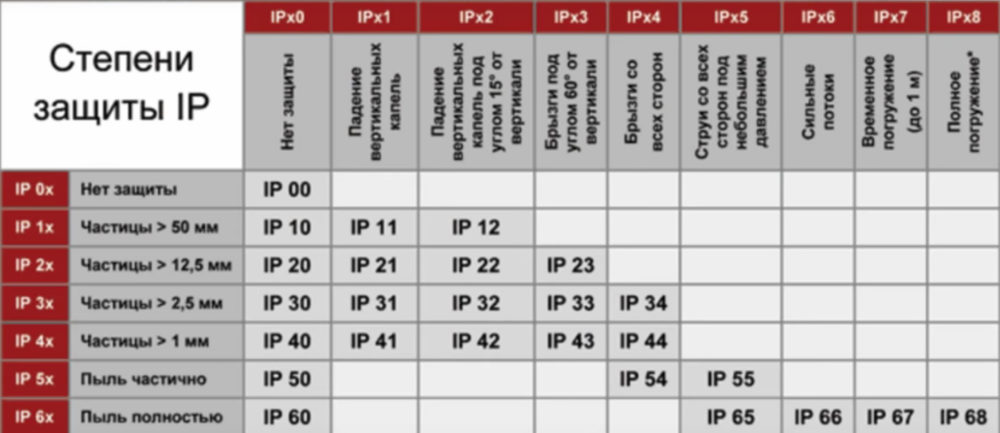 Степени
защиты IP
IPx0 IPx1 IPx2 IPx3 IPx4 IPx5 IPx6 IPx7 IPx8
Нет защиты
Падение
вертикальных
капель
Падение
вертикальных
капель под
углом 15° от
вертикали
Брызги под
углом 60° от
вертикали
Брызги со
всех сторон
Струи со всех
сторон под
небольшим
давлением
Сильные
потоки
Временное
погружение
(до 1 м)
Полное
погружение*
IP 0x Нет защиты IP 00
IP 1x Частицы > 50 мм IP 10 IP 11 IP 12
IP 2x Частицы > 12,5 мм IP 20 IP 21 IP 22 IP 23
IP 3x Частицы > 2,5 мм IP 30 IP 31 IP 32 IP 33 IP 34
IP 4x Частицы > 1 мм IP 40 IP 41 IP 42 IP 43 IP 44
IP 5x Пыль частично IP 50 IP 54 IP 55
IP 6x Пыль полностью IP 60 IP 65 IP 66 IP 67 IP 68